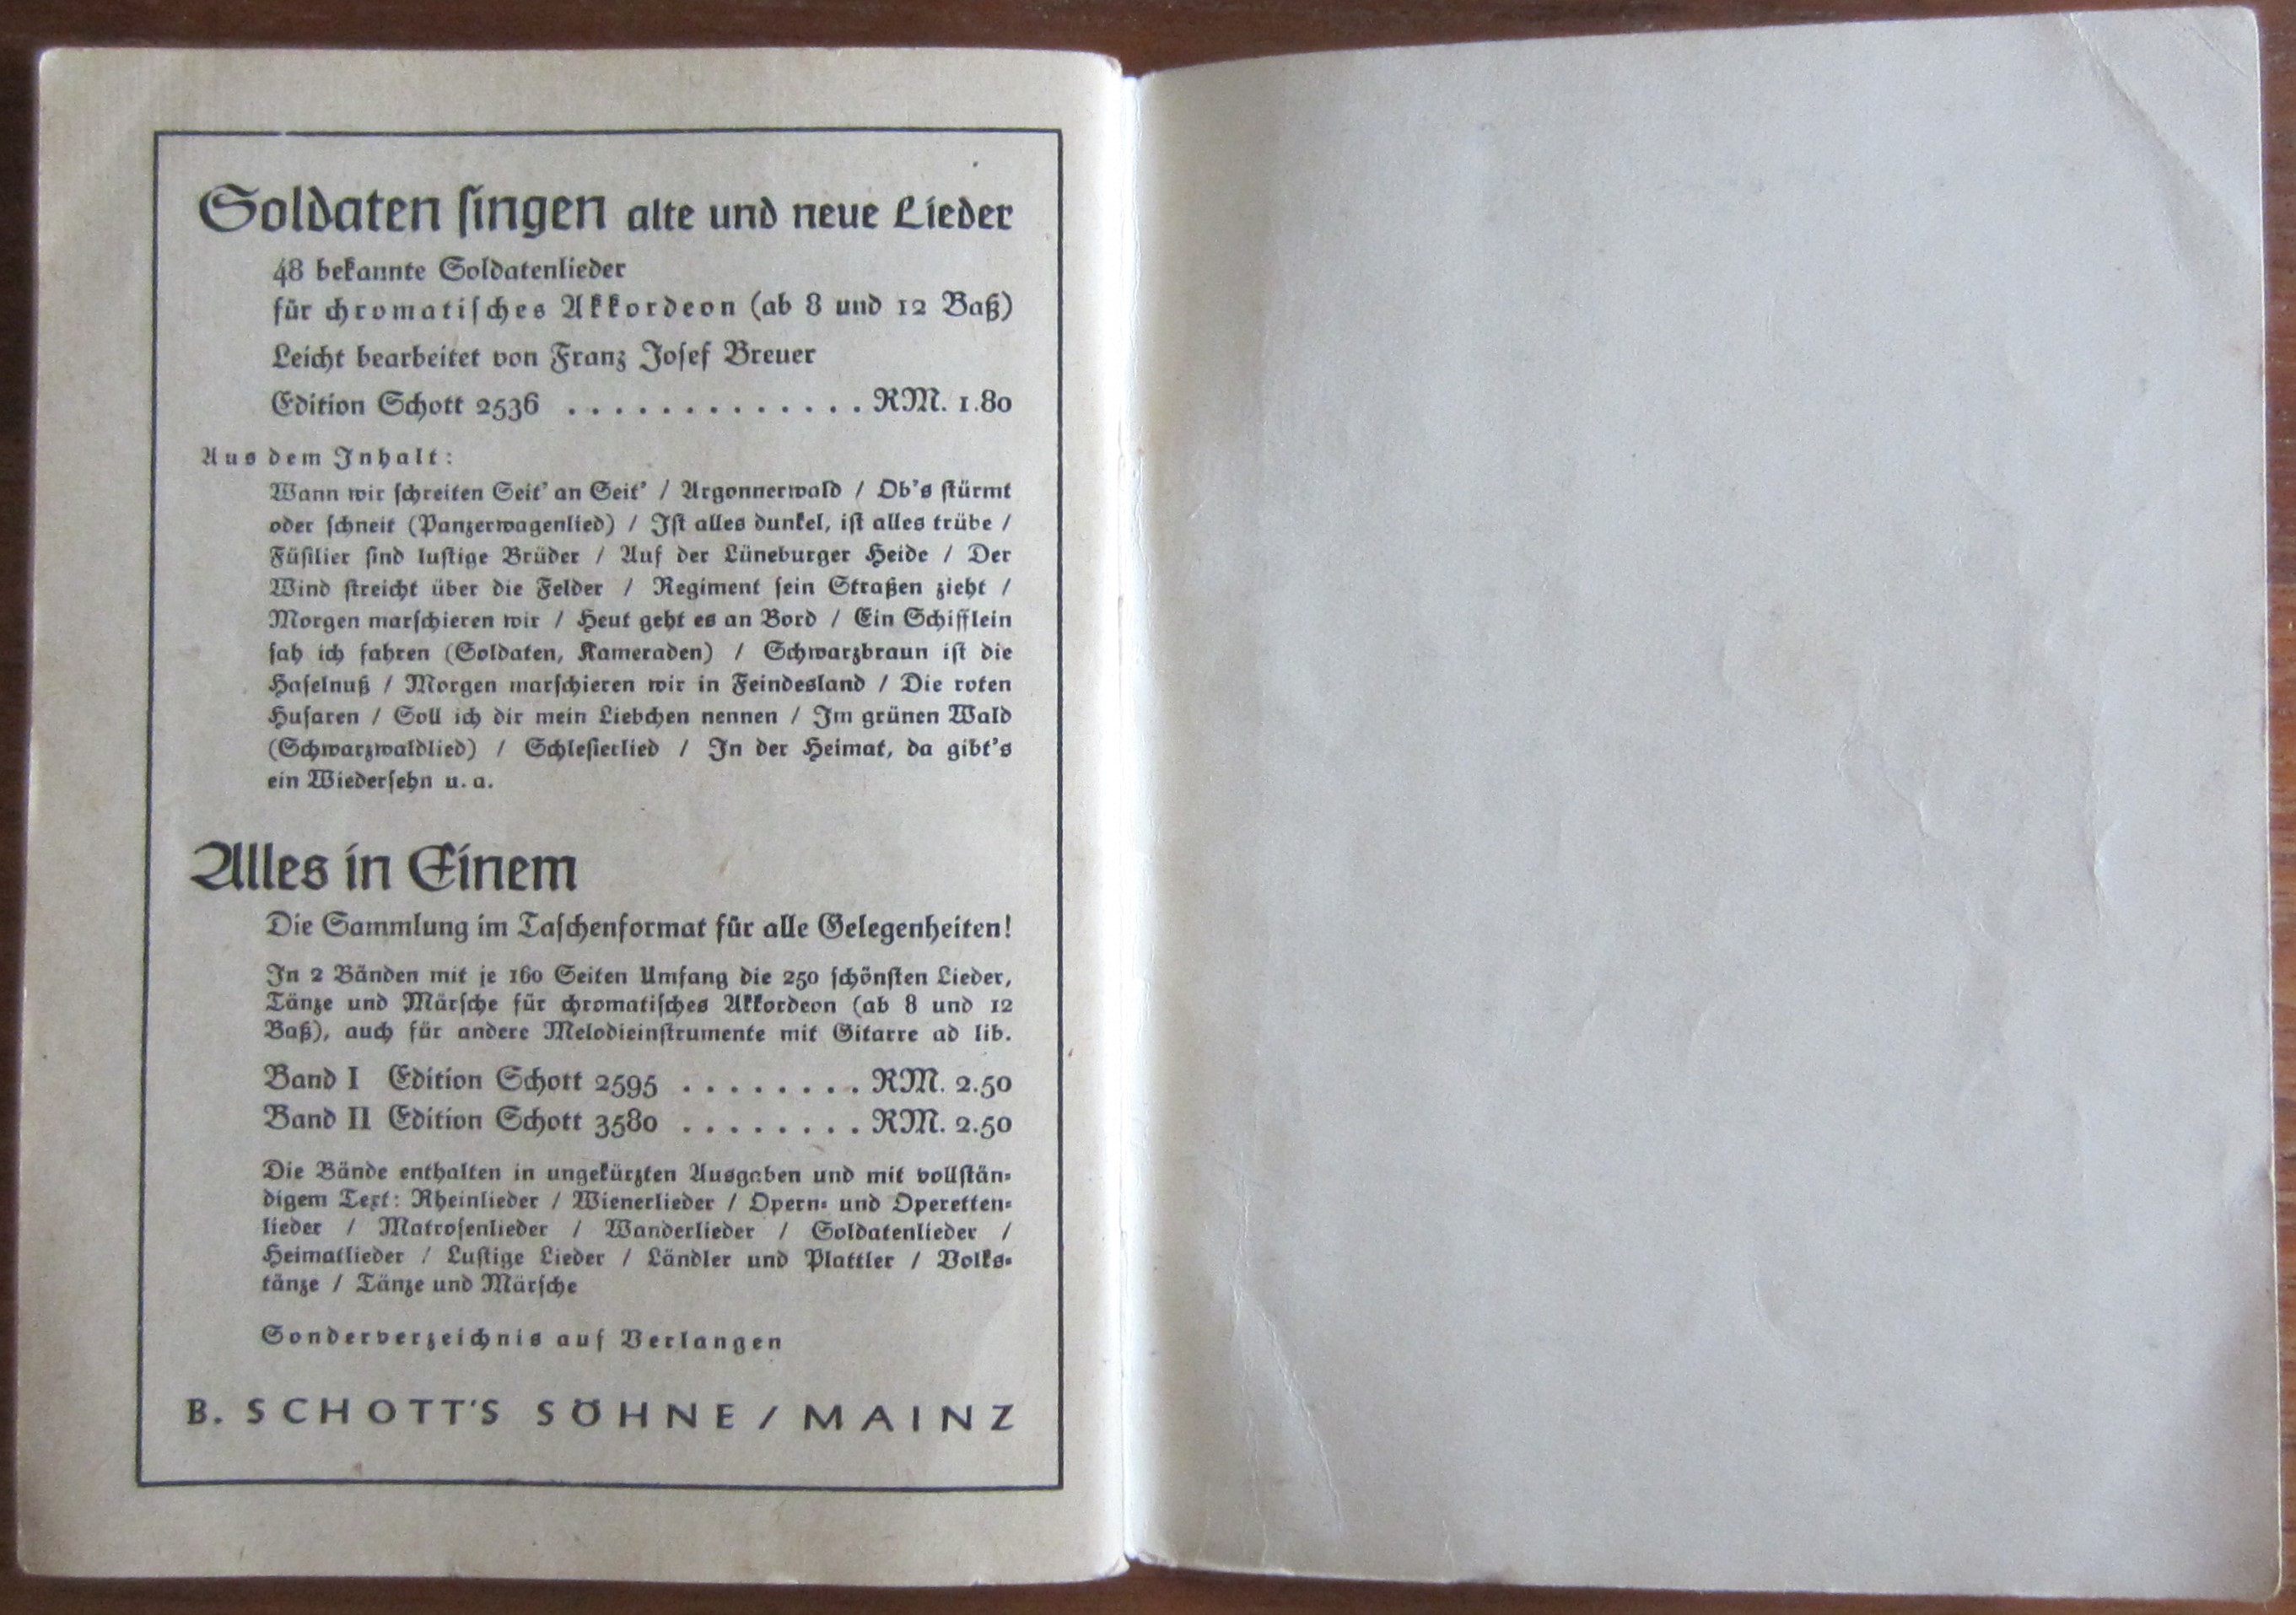 Soldaten singen alte und neue Lieder
48 bekannte Soldatenlieder
für chromatisches Akkordeon (ab 8 und 12 Baß)
Leicht bearbeitet von Franz Josef Breuer
Edition Schott 2536 . . . . . . . . . . . . . RM. 1.80
Aus dem Inhalt:
Wann wir schreiten Seit' an Seit' / Argonnerwald / Ob's stürmt
oder schneit (Panzerwagenlied) / Ist alles dunkel, ist alles trübe /
Füsilier sind lustige Brüder / Auf der Lüneburger Heide / Der
Wind streicht über die Felder / Regiment sein Straßen zieht /
Morgen marschieren wir / Heut geht es an Bord / Ein Schifflein
sah ich fahren (Soldaten, Kameraden) / Schwarzbraun ist die
Haselnuß / Morgen marschieren wir in Feindesland / Die roten
Husaren / Soll ich dir mein Liebchen nennen / Im grünen Wald
(Schwarzwaldlied) / Schlesierlied / In der Heimat, da gibt's
ein Wiedersehn u. a.
Alles in Einem
Die Sammlung im Taschenformat für alle Gelegenheiten!
In 2 Bänden mit je 160 Seiten Umfang die 250 schönsten Lieder,
Tänze und Märsche für chromatisches Akkordeon (ab 8 und 12
Baß), auch für andere Melodieinstrumente mit Gitarre ad lib.
Band I Edition Schott 2595 . . . . . . . . RM. 2.50
Band II Edition Schott 3580 . . . . . . . . RM. 2.50
Die Bände enthalten in ungekürzten Ausgaben und mit vollstän-
digem Text: Rheinlieder / Wienerlieder / Opern- und Operetten-
lieder / Matrosenlieder / Wanderlieder / Soldatenlieder /
Heimatlieder / Lustige Lieder / Ländler und Plattler / Volks-
tänze / Tänze und Märsche
Sonderverzeichnis auf Verlangen
B. SCHOTT'S SÖHNE / MAINZ